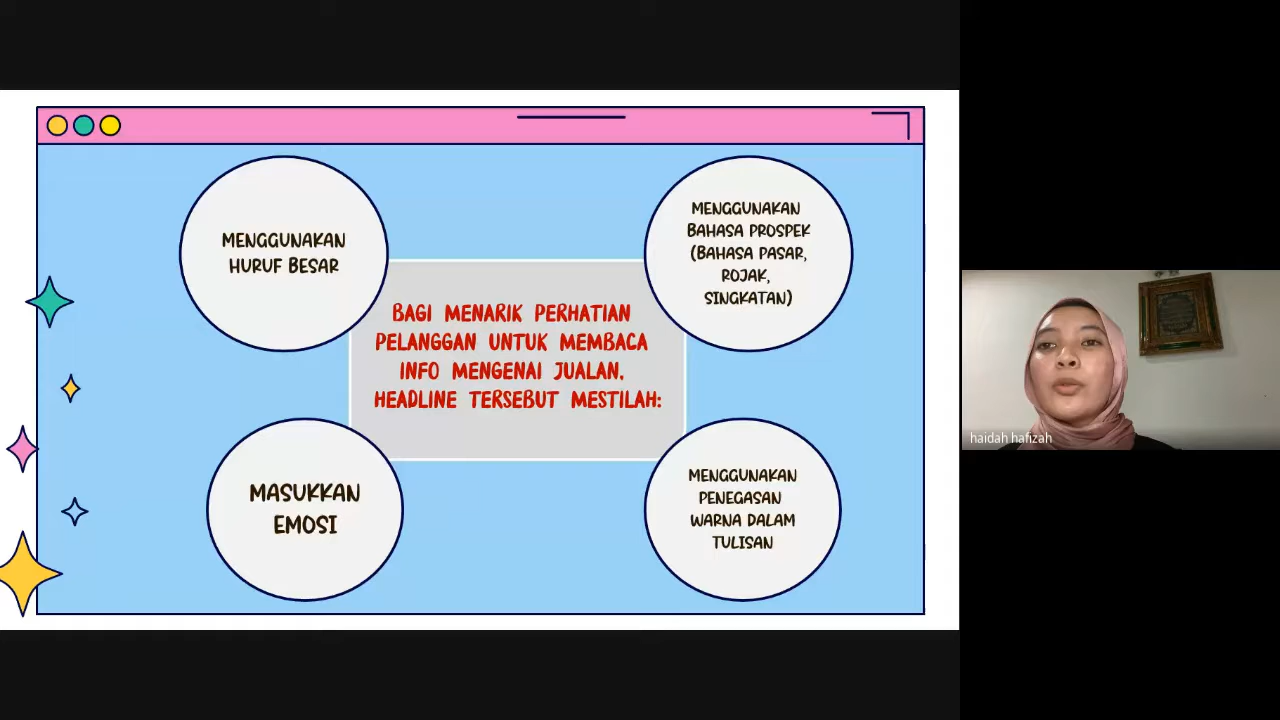 MENGGUNAKAN
HURUF BESAR
MENGGUNAKAN
BAHASA PROSPEK
(BAHASA PASAR,
ROJAK,
SINGKATAN)
BAGI MENARIK PERHATIAN
PELANGGAN UNTUK MEMBACA
INFO MENGENAI JUALAN,
HEADLINE TERSEBUT MESTILAH:
MASUKKAN
EMOSI
MENGGUNAKAN
PENEGASAN
WARNA DALAM
TULISAN
haidah hafizah